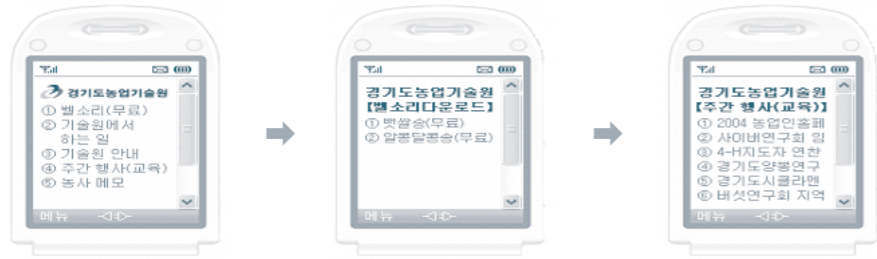 경기도농업기술원
① 벨소리(무료)
② 기술원에서
하는 일
③ 기술원 안내
④ 주간 행사(교육)
⑤ 농사 메모
메뉴
경기도농업기술원
【벨소리다운로드】
① 뱃쌀송(무료)
② 알콩달콩송(무료)
메뉴
경기도농업기술원
【주간 행사(교육)】
① 2004 농업인홈페
② 사이버연구회 임
③ 4-H지도자 연찬
④ 경기도양봉연구
⑤ 경기도시클라멘
⑥ 버섯연구회 지역
메뉴